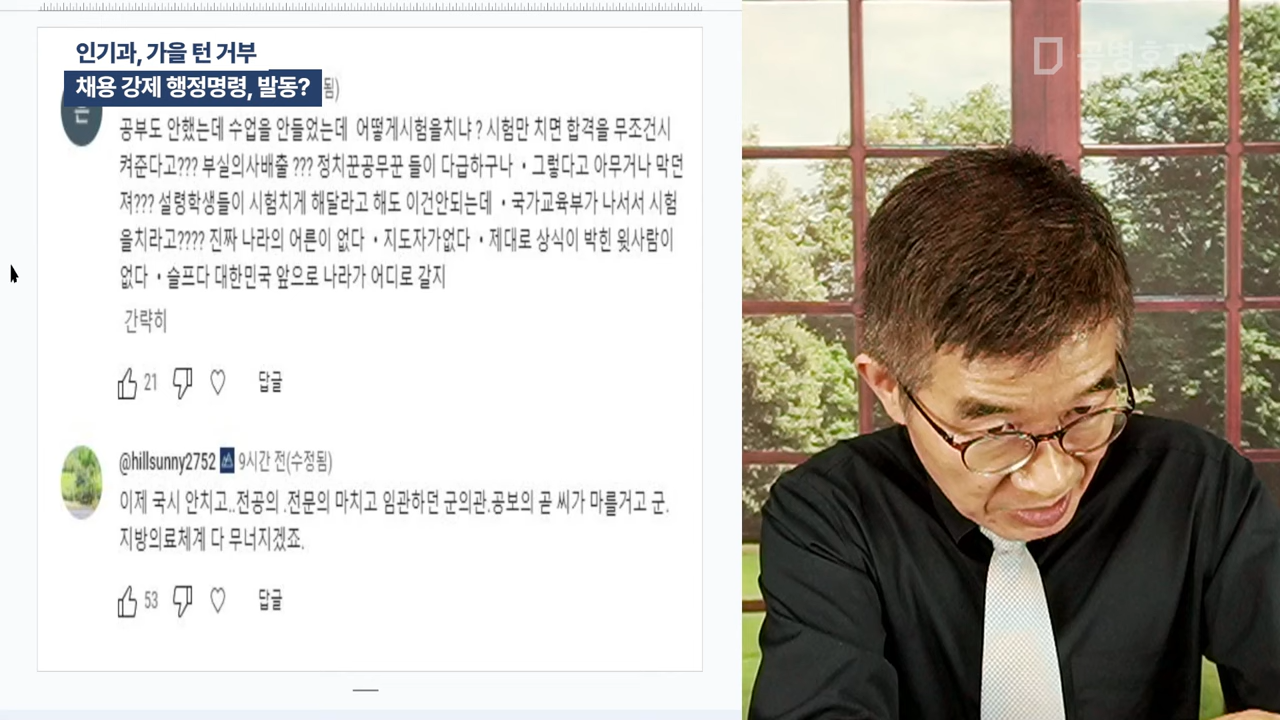 인기과, 가을 턴 거부
채용 강제 행정명령, 발동?
됨)
은
공부도 안했는데 수업을 안들었는데 어떻게시험을치냐 ? 시험만 치면 합격을 무조건시
켜준다고??? 부실의사배출 ??? 정치꾼공무꾼 들이 다급하구나 · 그렇다고 아무거나 막던
져??? 설령학생들이 시험치게 해달라고 해도 이건안되는데 · 국가교육부가 나서서 시험
을치라고???? 진짜 나라의 어른이 없다 · 지도자가없다 · 제대로 상식이 박힌 윗사람이
없다 · 슬프다 대한민국 앞으로 나라가 어디로 갈지
간략히
21 답글
@hillsunny2752 9시간 전(수정됨)
이제 국시 안치고..전공의 .전문의 마치고 임관하던 군의관.공보의 곧 씨가 마를거고 군.
지방의료체계 다 무너지겠죠.
53 답글
공병호TV